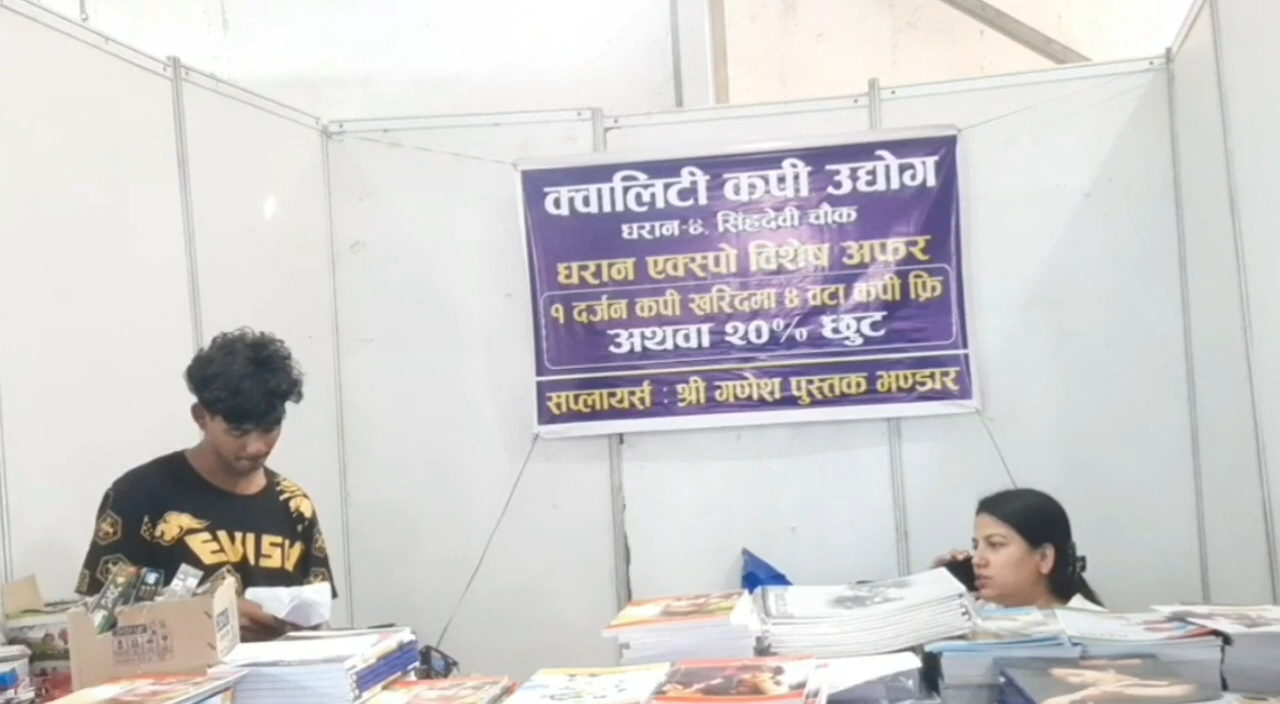 क्वालिटी कपी उद्योग
धरान-४, सिंहदेवी चौक
धरान एक्स्पो विशेष अफर
१ दर्जन कपी खरिदमा ४ वटा कपी फ्रि
अथवा २०% छुट
सप्लायर्स : श्री गणेश पुस्तक भण्डार